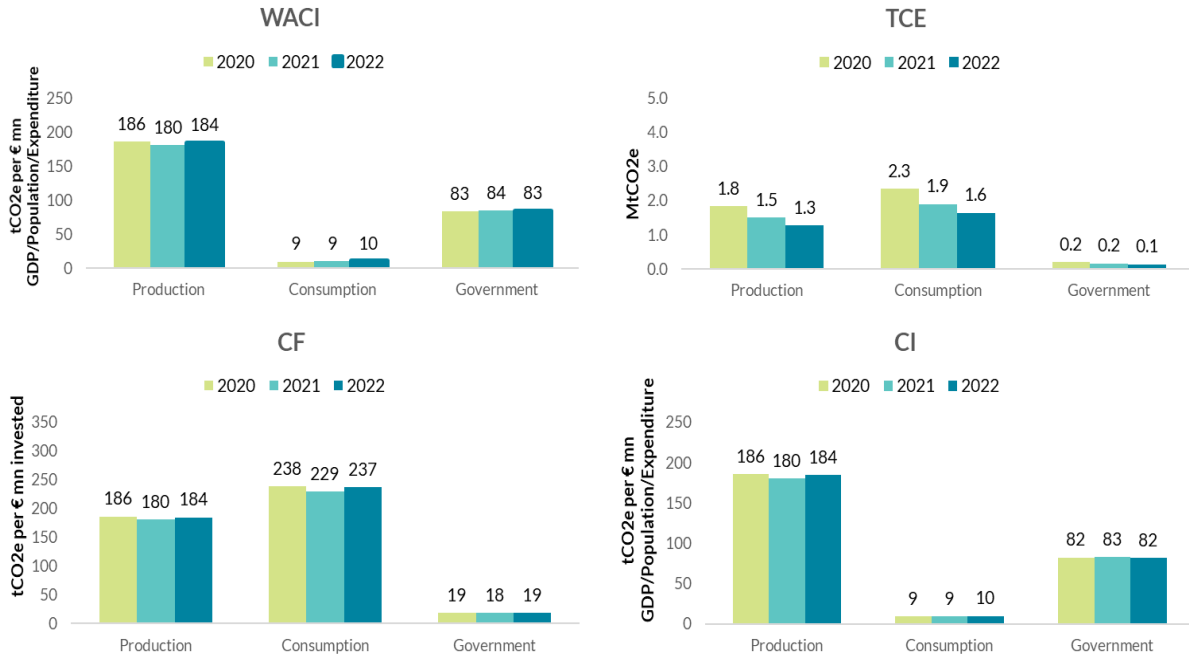 WACI
2020 2021 2022
tCO2e per € mn
GDP/Population/Expenditure
250
200
150
100
50
0
186 180 184
9 9 10
83 84 83
Production Consumption Government
TCE
2020 2021 2022
MtCO2e
5.0
4.0
3.0
2.0
1.0
0.0
1.8 1.5 1.3
2.3 1.9 1.6
0.2 0.2 0.1
Production Consumption Government
CF
2020 2021 2022
tCO2e per € mn invested
350
300
250
200
150
100
50
0
186 180 184
238 229 237
19 18 19
Production Consumption Government
CI
2020 2021 2022
tCO2e per € mn
GDP/Population/Expenditure
250
200
150
100
50
0
186 180 184
9 9 10
82 83 82
Production Consumption Government